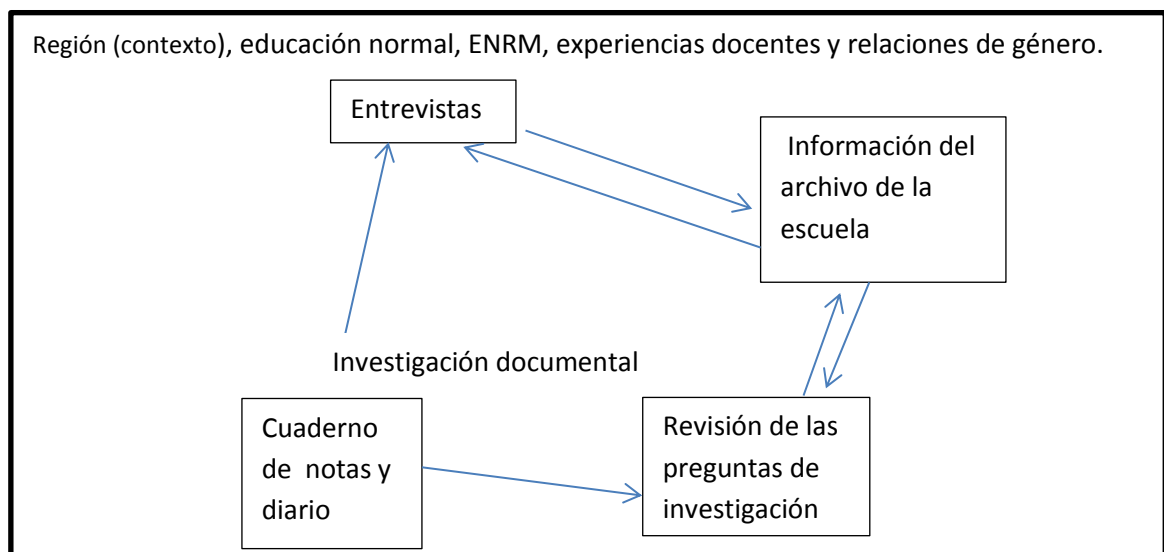 Región (contexto), educación normal, ENRM, experiencias docentes y relaciones de género.
Entrevistas
Información del
archivo de la
escuela
Investigación documental
Cuaderno
de notas y
diario
Revisión de las
preguntas de
investigación